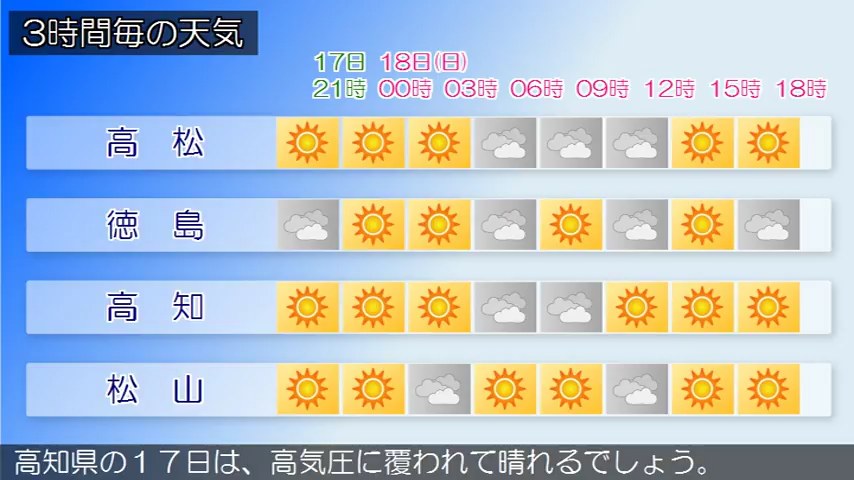 3時間毎の天気
17日 18日(日)
21時 00時 03時 06時 09時 12時 15時 18時
高松
徳島
高知
松山
高知県の１７日は、高気圧に覆われて晴れるでしょう。